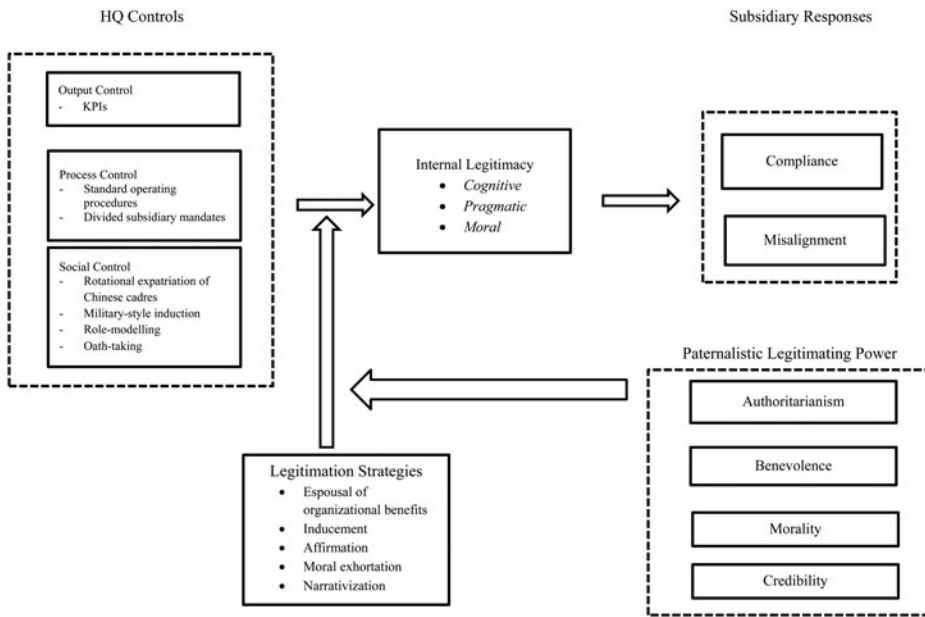 HQ Controls
Output Control
- KPIs
Process Control
- Standard operating
procedures
- Divided subsidiary mandates
Social Control
- Rotational expatriation of
Chinese cadres
- Military-style induction
- Role-modelling
- Oath-taking
Internal Legitimacy
• Cognitive
• Pragmatic
• Moral
Subsidiary Responses
Compliance
Misalignment
Legitimation Strategies
• Espousal of
organizational benefits
• Inducement
• Affirmation
• Moral exhortation
• Narrativization
Paternalistic Legitimating Power
Authoritarianism
Benevolence
Morality
Credibility